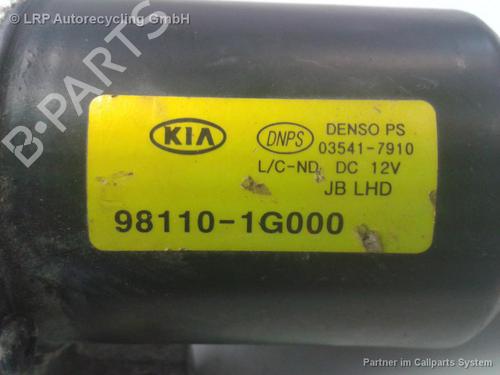 © LRP Autorecycling GmbH
B-PARTS
KIA
DNPS
DENSO PS
03541-7910
L/C-ND DC 12V
JB LHD
98110-1G000
Partner im Callparts System